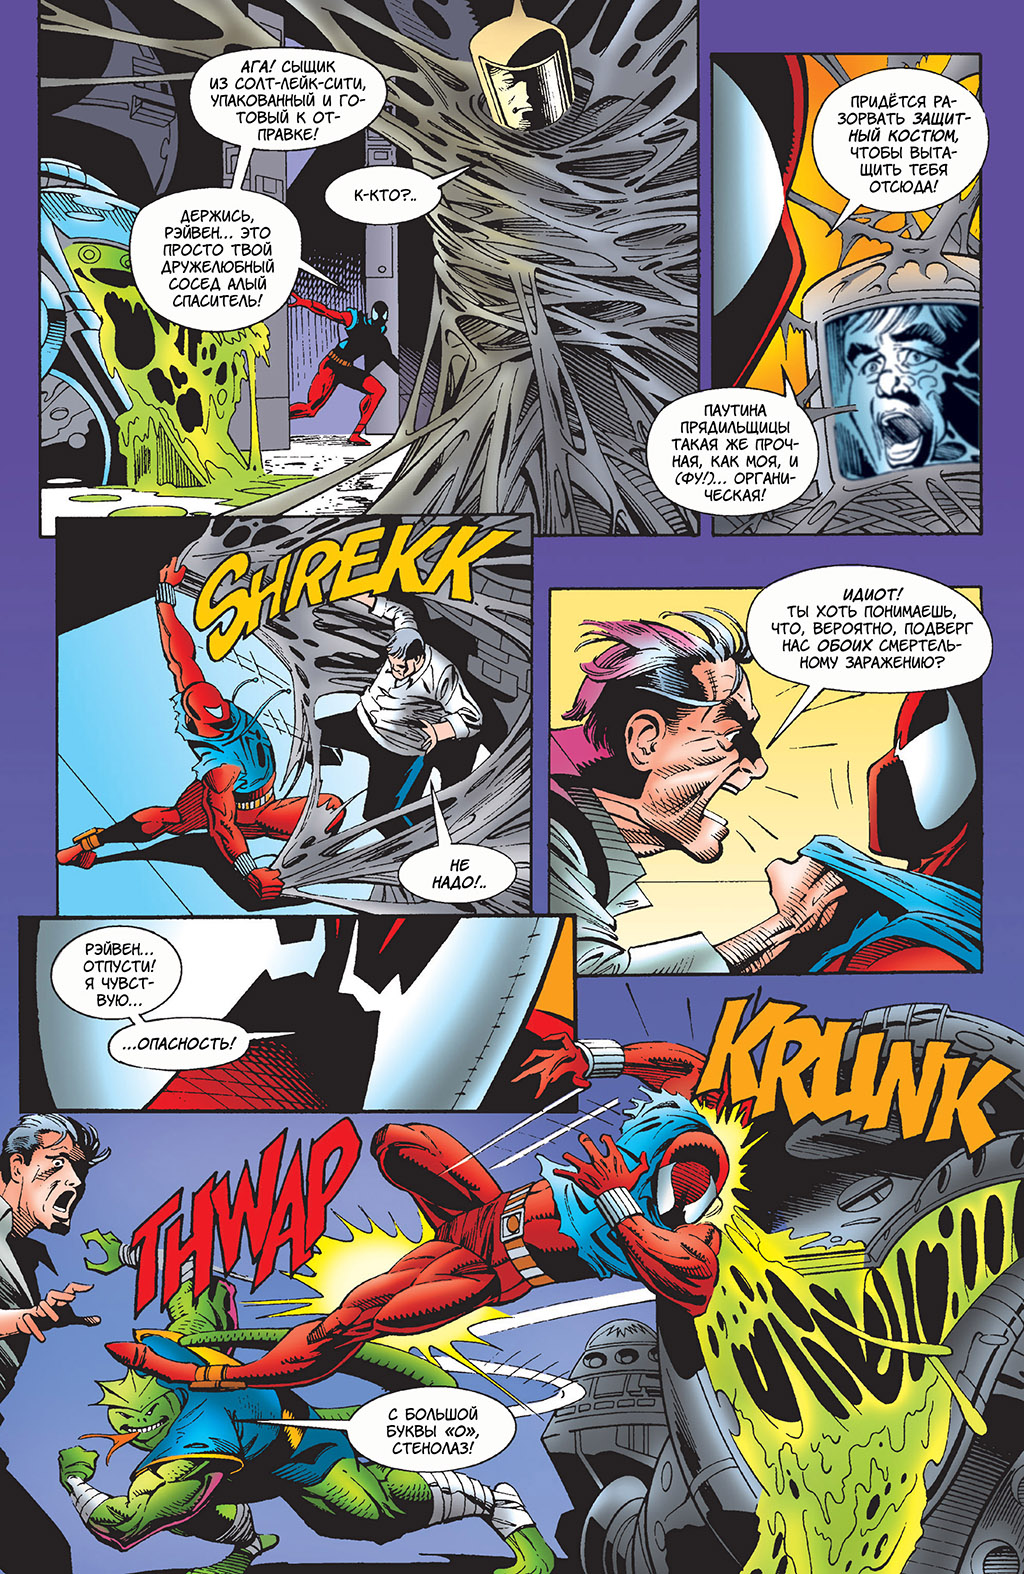 АГА! СЫЩИК
ИЗ СОЛТ-ЛЕЙК-СИТИ,
УПАКОВАННЫЙ И ГО-
ТОВЫЙ К ОТ-
ПРАВКЕ!
К-КТО?..
ДЕРЖИСЬ,
РЭЙВЕН... ЭТО
ПРОСТО ТВОЙ
ДРУЖЕЛЮБНЫЙ
СОСЕД АЛЫЙ
СПАСИТЕЛЬ!
ПРИДЁТСЯ РА-
ЗОРВАТЬ ЗАЩИТ-
НЫЙ КОСТЮМ,
ЧТОБЫ ВЫТА-
ЩИТЬ ТЕБЯ
ОТСЮДА!
ПАУТИНА
ПРЯДИЛЬЩИЦЫ
ТАКАЯ ЖЕ ПРОЧ-
НАЯ, КАК МОЯ, И
(ФУ!)... ОРГАНИ-
ЧЕСКАЯ!
SHREKK
НЕ
НАДО!..
ИДИОТ!
ТЫ ХОТЬ ПОНИМАЕШЬ,
ЧТО, ВЕРОЯТНО, ПОДВЕРГ
НАС ОБОИХ СМЕРТЕЛЬ-
НОМУ ЗАРАЖЕНИЮ?
РЭЙВЕН...
ОТПУСТИ!
Я ЧУВСТ-
ВУЮ...
...ОПАСНОСТЬ!
KRUNK
THWAP
С БОЛЬШОЙ
БУКВЫ «О»,
СТЕНОЛАЗ!